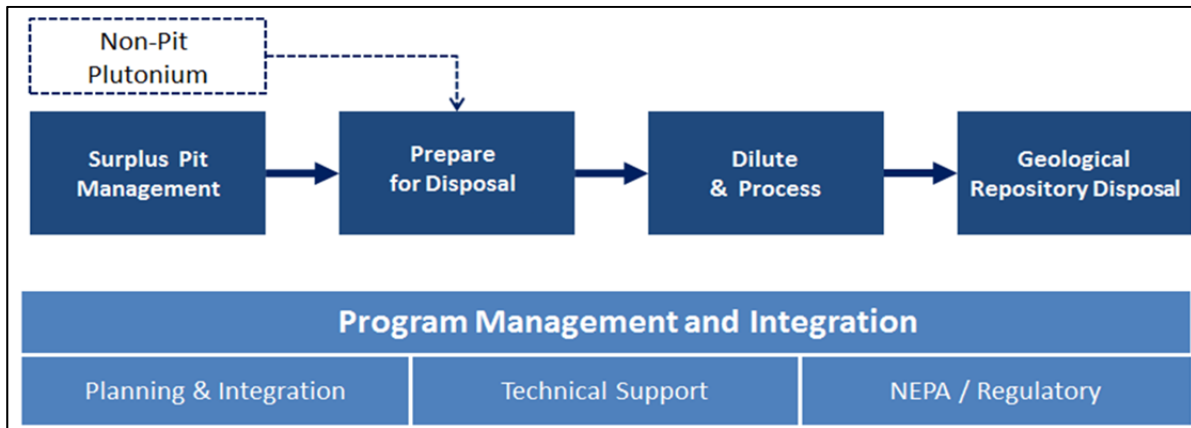 Non-Pit
Plutonium
Surplus Pit
Management
Prepare
for Disposal
Dilute
& Process
Geological
Repository Disposal
Program Management and Integration
Planning & Integration
Technical Support
NEPA / Regulatory